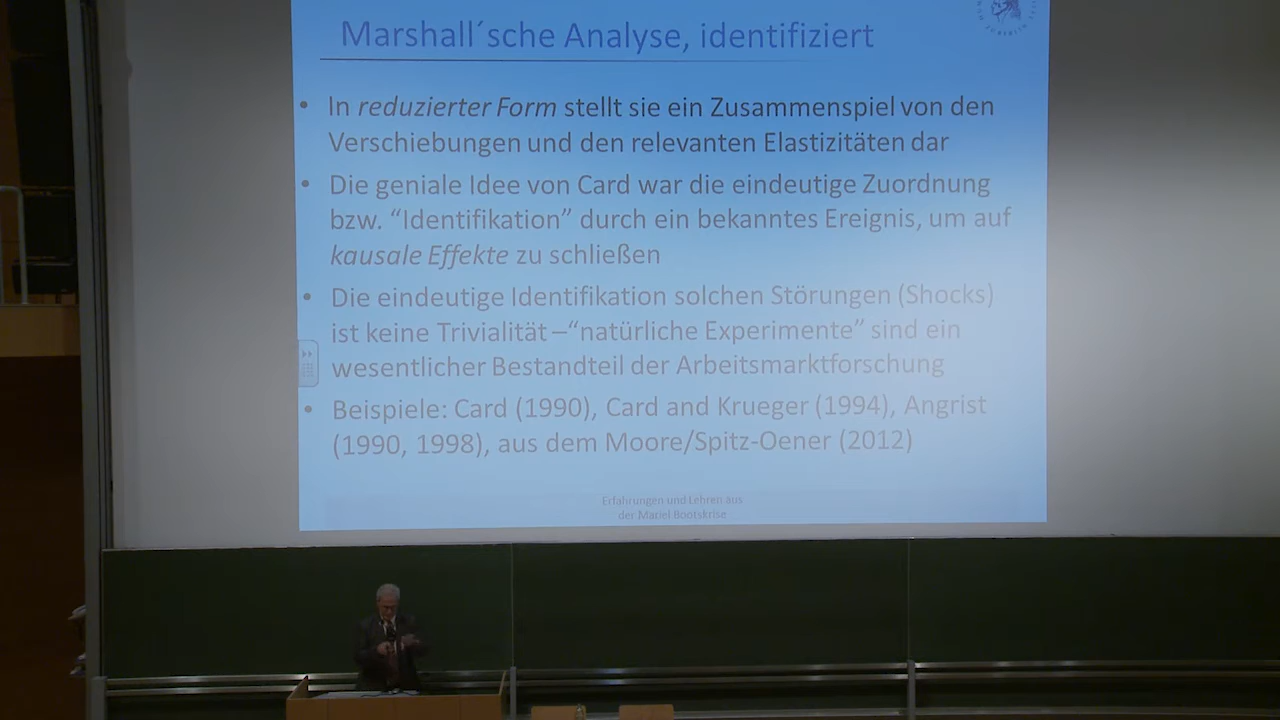 Marshall´sche Analyse, identifiziert
• In reduzierter Form stellt sie ein Zusammenspiel von den
Verschiebungen und den relevanten Elastizitäten dar
• Die geniale Idee von Card war die eindeutige Zuordnung
bzw. “Identifikation” durch ein bekanntes Ereignis, um auf
kausale Effekte zu schließen
• Die eindeutige Identifikation solchen Störungen (Shocks)
ist keine Trivialität –“natürliche Experimente” sind ein
wesentlicher Bestandteil der Arbeitsmarktforschung
• Beispiele: Card (1990), Card and Krueger (1994), Angrist
(1990, 1998), aus dem Moore/Spitz-Oener (2012)
Erfahrungen und Lehren aus
der Mariel Bootskrise